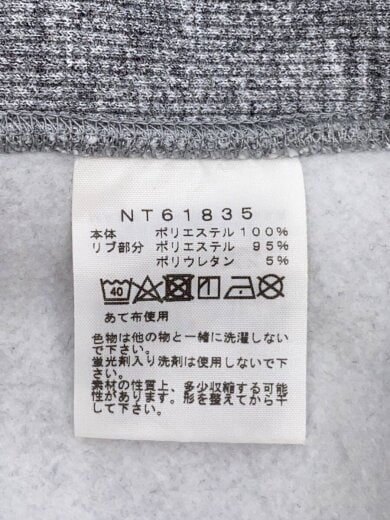 NT61835
本体 ポリエステル 100%
リブ部分 ポリエステル 95%
ポリウレタン 5%
40
あて布使用
色物は他の物と一緒に洗濯しない
で下さい。
蛍光剤入り洗剤は使用しないで下
さい。
素材の性質上、多少収縮する可能
性があります。形を整えてから干
して下さい。